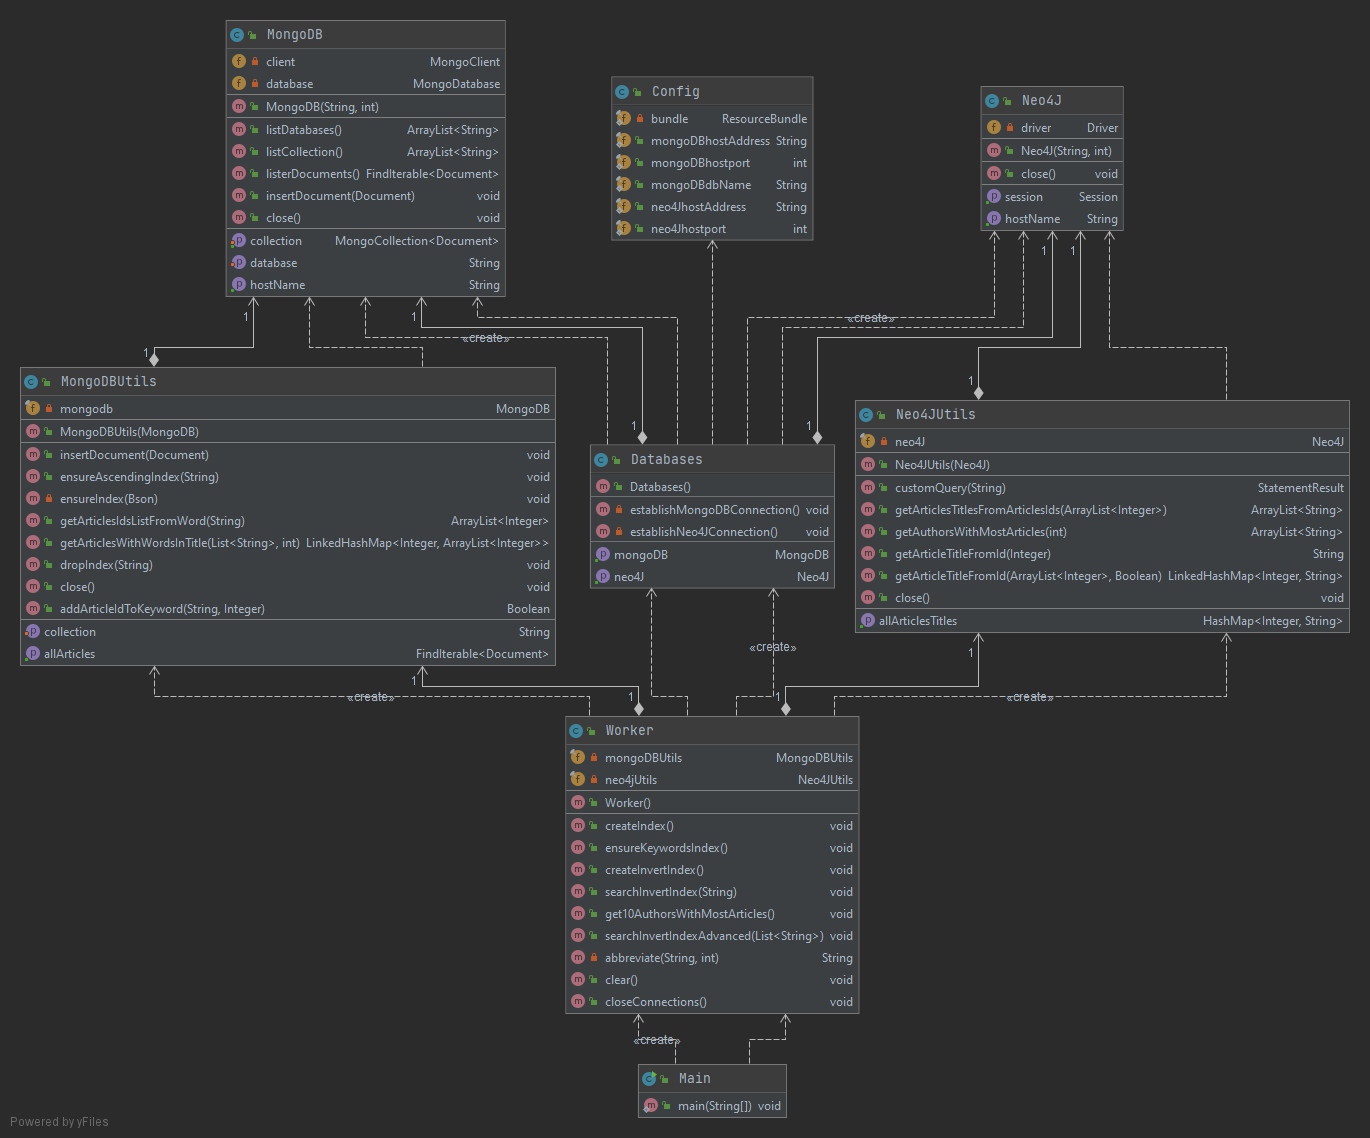 MongoDB
client MongoClient
database MongoDatabase
MongoDB(String, int)
listDatabases() ArrayList<String>
listCollection() ArrayList<String>
listerDocuments() FindIterable<Document>
insertDocument(Document) void
close() void
collection MongoCollection<Document>
database String
hostName String
Config
bundle ResourceBundle
mongoDBhostAddress String
mongoDBhostport int
mongoDBdbName String
neo4JhostAddress String
neo4Jhostport int
Neo4J
driver Driver
Neo4J(String, int)
close() void
session Session
hostName String
1
1
1
1
«create»
«create»
1
1
1
1
MongoDBUtils
mongodb MongoDB
MongoDBUtils(MongoDB)
insertDocument(Document) void
ensureAscendingIndex(String) void
ensureIndex(Bson) void
getArticlesIdsListFromWord(String) ArrayList<Integer>
getArticlesWithWordsInTitle(List<String>, int) LinkedHashMap<Integer, ArrayList<Integer>>
dropIndex(String) void
close() void
addArticleIdToKeyword(String, Integer) Boolean
collection String
allArticles FindIterable<Document>
Databases
Databases()
establishMongoDBConnection() void
establishNeo4JConnection() void
mongoDB MongoDB
neo4J Neo4J
Neo4JUtils
neo4J Neo4J
Neo4JUtils(Neo4J)
customQuery(String) StatementResult
getArticlesTitlesFromArticlesIds(ArrayList<Integer>) ArrayList<String>
getAuthorsWithMostArticles(int) ArrayList<String>
getArticleTitleFromId(Integer) String
getArticleTitleFromId(ArrayList<Integer>, Boolean) LinkedHashMap<Integer, String>
close() void
allArticlesTitles HashMap<Integer, String>
«create»
1
1
«create»
1
1
«create»
Worker
mongoDBUtils MongoDBUtils
neo4jUtils Neo4JUtils
Worker()
createIndex() void
ensureKeywordsIndex() void
createInvertIndex() void
searchInvertIndex(String) void
get10AuthorsWithMostArticles() void
searchInvertIndexAdvanced(List<String>) void
abbreviate(String, int) String
clear() void
closeConnections() void
«create»
Main
main(String[]) void
Powered by yFiles